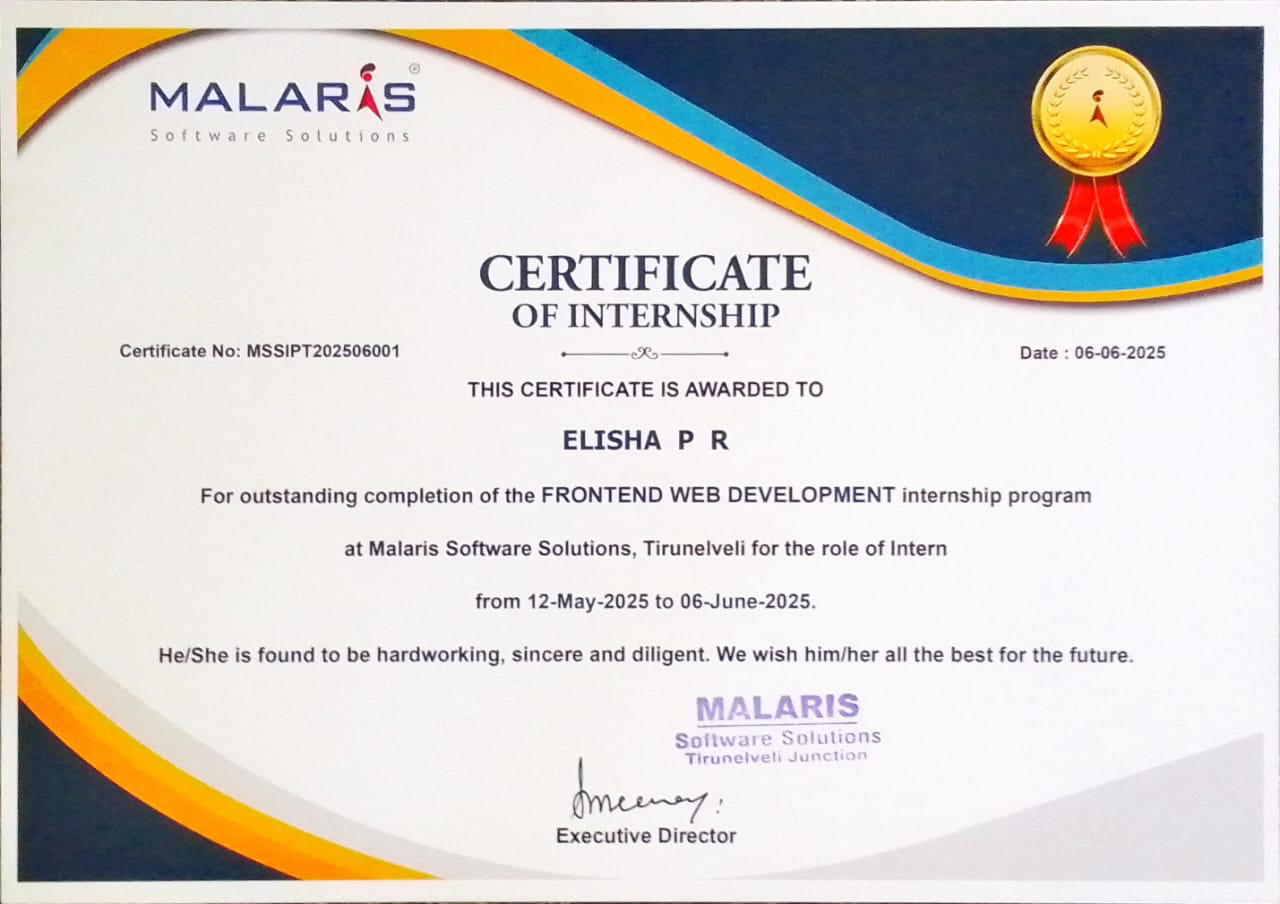 MALARIS ®
Software Solutions
CERTIFICATE
OF INTERNSHIP
Certificate No: MSSIPT202506001
Date : 06-06-2025
THIS CERTIFICATE IS AWARDED TO
ELISHA P R
For outstanding completion of the FRONTEND WEB DEVELOPMENT internship program
at Malaris Software Solutions, Tirunelveli for the role of Intern
from 12-May-2025 to 06-June-2025.
He/She is found to be hardworking, sincere and diligent. We wish him/her all the best for the future.
MALARIS
Software Solutions
Tirunelveli Junction
Executive Director